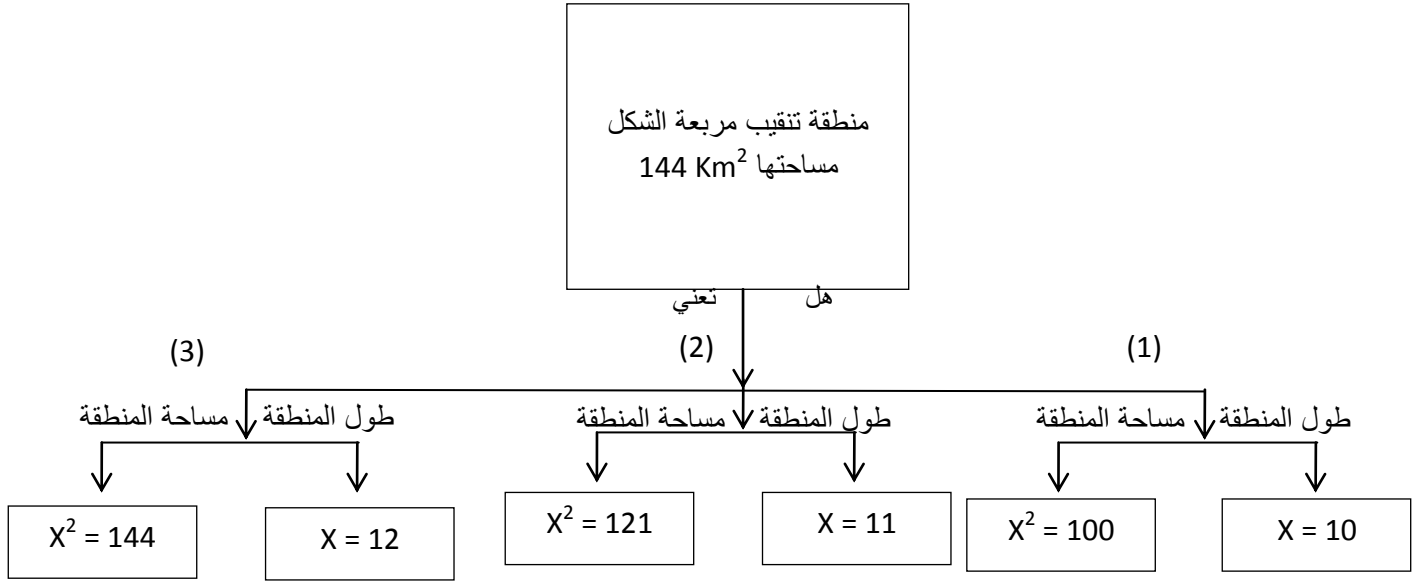 منطقة تنقيب مربعة الشكل
مساحتها 144 Km²
هل تعني
(1) (2) (3)
طول المنطقة مساحة المنطقة طول المنطقة مساحة المنطقة طول المنطقة مساحة المنطقة
X = 10 X² = 100 X = 11 X² = 121 X = 12 X² = 144